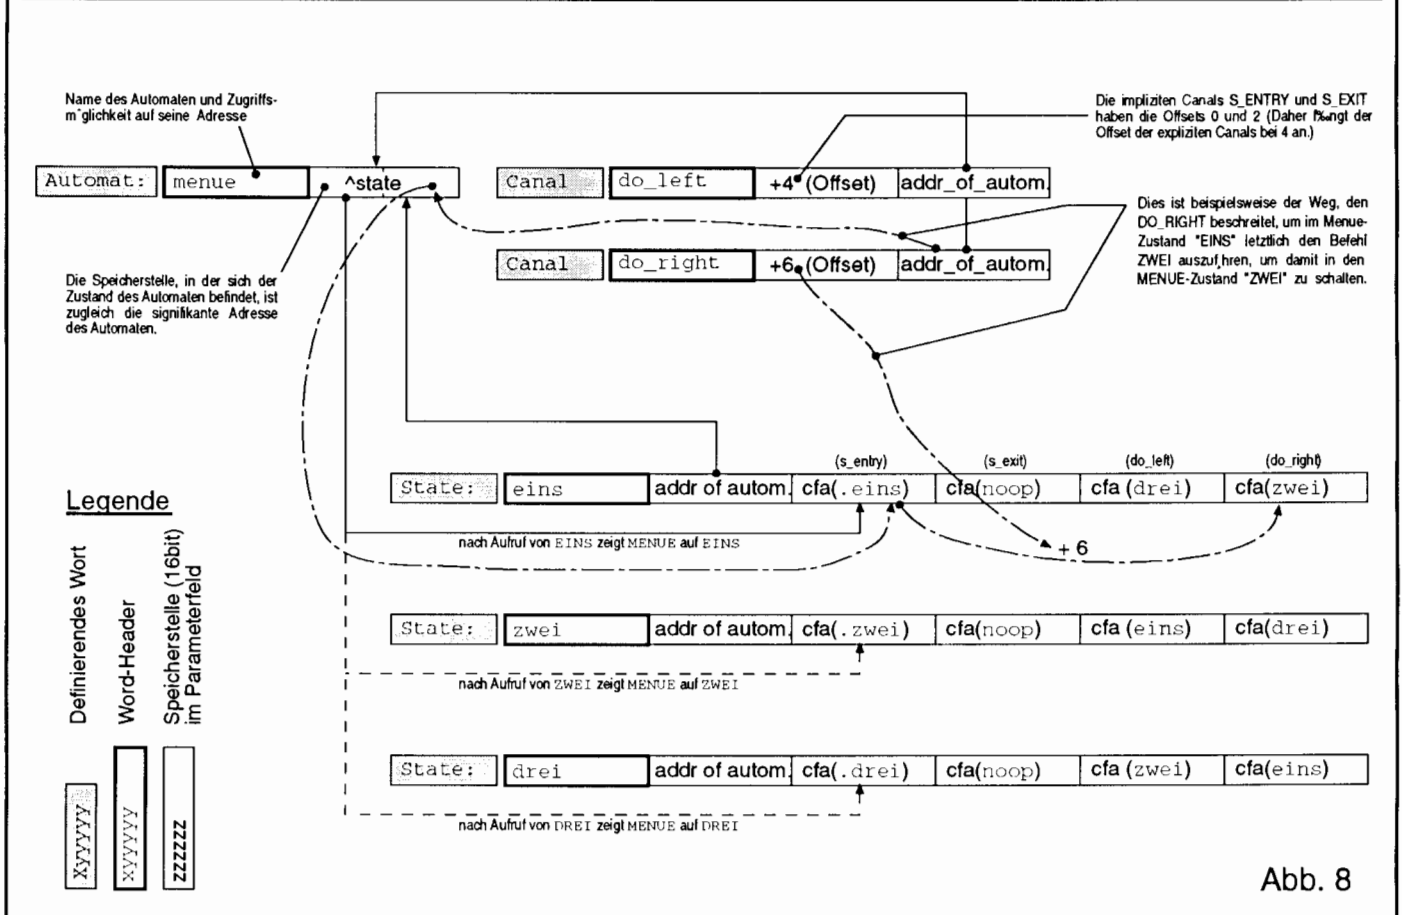 Name des Automaten und Zugriffs-
m"glichkeit auf seine Adresse
Die impliziten Canals S_ENTRY und S_EXIT
haben die Offsets 0 und 2 (Daher f‰ngt der
Offset der expliziten Canals bei 4 an.)
Automat: menue ^state
Canal do_left +4 (Offset) addr_of_autom.
Canal do_right +6 (Offset) addr_of_autom.
Dies ist beispielsweise der Weg, den
DO_RIGHT beschreitet, um im Menue-
Zustand "EINS" letztlich den Befehl
ZWEI auszuf¸hren, um damit in den
MENUE-Zustand "ZWEI" zu schalten.
Die Speicherstelle, in der sich der
Zustand des Automaten befindet, ist
zugleich die signifikante Adresse
des Automaten.
(s_entry) (s_exit) (do_left) (do_right)
State: eins addr of autom. cfa(.eins) cfa(noop) cfa (drei) cfa(zwei)
nach Aufruf von EINS zeigt MENUE auf EINS
+ 6
State: zwei addr of autom. cfa(.zwei) cfa(noop) cfa (eins) cfa(drei)
nach Aufruf von ZWEI zeigt MENUE auf ZWEI
State: drei addr of autom. cfa(.drei) cfa(noop) cfa (zwei) cfa(eins)
nach Aufruf von DREI zeigt MENUE auf DREI
Legende
Definierendes Wort
Word-Header
Speicherstelle (16bit)
im Parameterfeld
Xyyyyyy
xyyyyyy
zzzzzz
Abb. 8